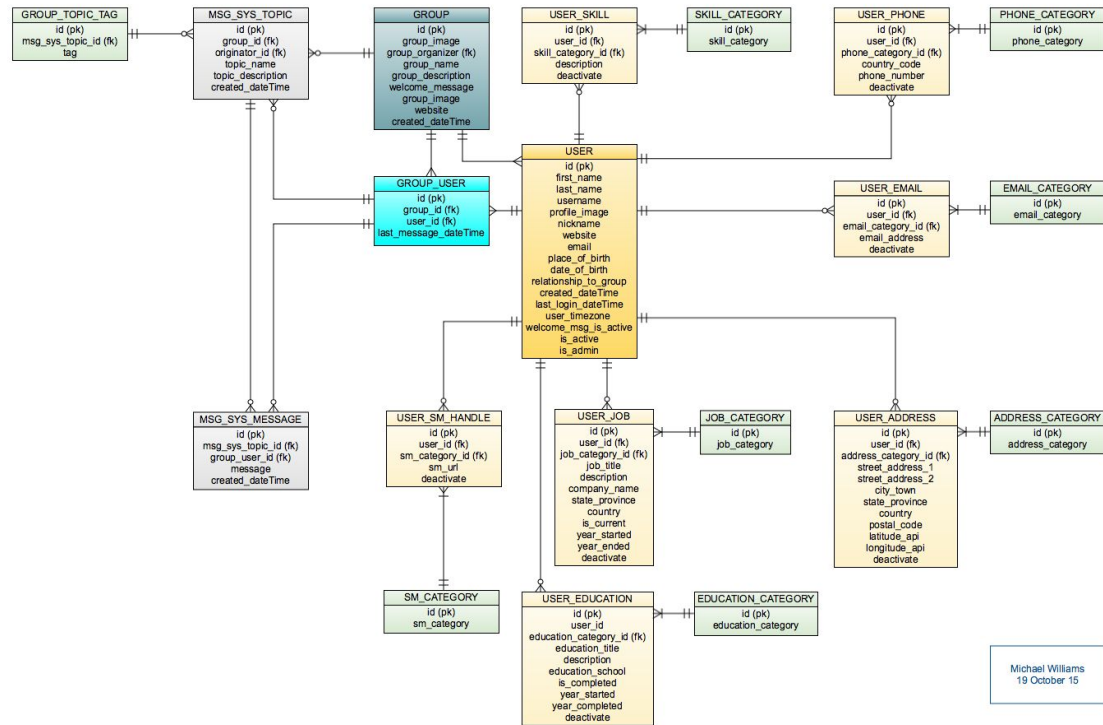 GROUP_TOPIC_TAG
id (pk)
msg_sys_topic_id (fk)
tag
MSG_SYS_TOPIC
id (pk)
group_id (fk)
originator_id (fk)
topic_name
topic_description
created_dateTime
GROUP
id (pk)
group_image
group_organizer (fk)
group_name
group_description
welcome_message
group_image
website
created_dateTime
USER_SKILL
id (pk)
user_id (fk)
skill_category_id (fk)
description
deactivate
SKILL_CATEGORY
id (pk)
skill_category
USER_PHONE
id (pk)
user_id (fk)
phone_category_id (fk)
country_code
phone_number
deactivate
PHONE_CATEGORY
id (pk)
phone_category
GROUP_USER
id (pk)
group_id (fk)
user_id (fk)
last_message_dateTime
USER
id (pk)
first_name
last_name
username
profile_image
nickname
website
email
place_of_birth
date_of_birth
relationship_to_group
created_dateTime
last_login_dateTime
user_timezone
welcome_msg_is_active
is_active
is_admin
USER_EMAIL
id (pk)
user_id (fk)
email_category_id (fk)
email_address
deactivate
EMAIL_CATEGORY
id (pk)
email_category
MSG_SYS_MESSAGE
id (pk)
msg_sys_topic_id (fk)
group_user_id (fk)
message
created_dateTime
USER_SM_HANDLE
id (pk)
user_id (fk)
sm_category_id (fk)
sm_url
deactivate
USER_JOB
id (pk)
user_id (fk)
job_category_id (fk)
job_title
description
company_name
state_province
country
is_current
year_started
year_ended
deactivate
JOB_CATEGORY
id (pk)
job_category
USER_ADDRESS
id (pk)
user_id (fk)
address_category_id (fk)
street_address_1
street_address_2
city_town
state_province
country
postal_code
latitude_api
longitude_api
deactivate
ADDRESS_CATEGORY
id (pk)
address_category
SM_CATEGORY
id (pk)
sm_category
USER_EDUCATION
id (pk)
user_id
education_category_id (fk)
education_title
description
education_school
is_completed
year_started
year_completed
deactivate
EDUCATION_CATEGORY
id (pk)
education_category
Michael Williams
19 October 15